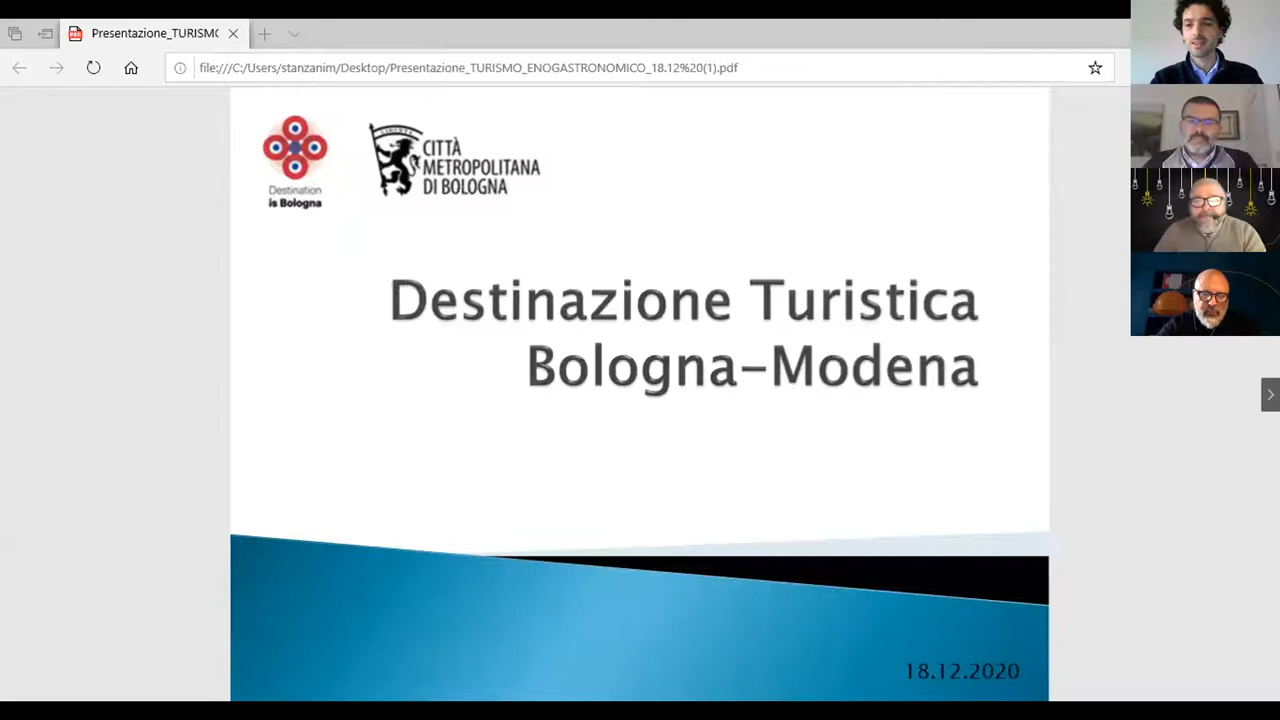 Presentazione_TURISMO
file:///C:/Users/stanzanim/Desktop/Presentazione_TURISMO_ENOGASTRONOMICO_18.12%20(1).pdf
Destination
is Bologna
CITTÀ
METROPOLITANA
DI BOLOGNA
Destinazione Turistica
Bologna-Modena
18.12.2020